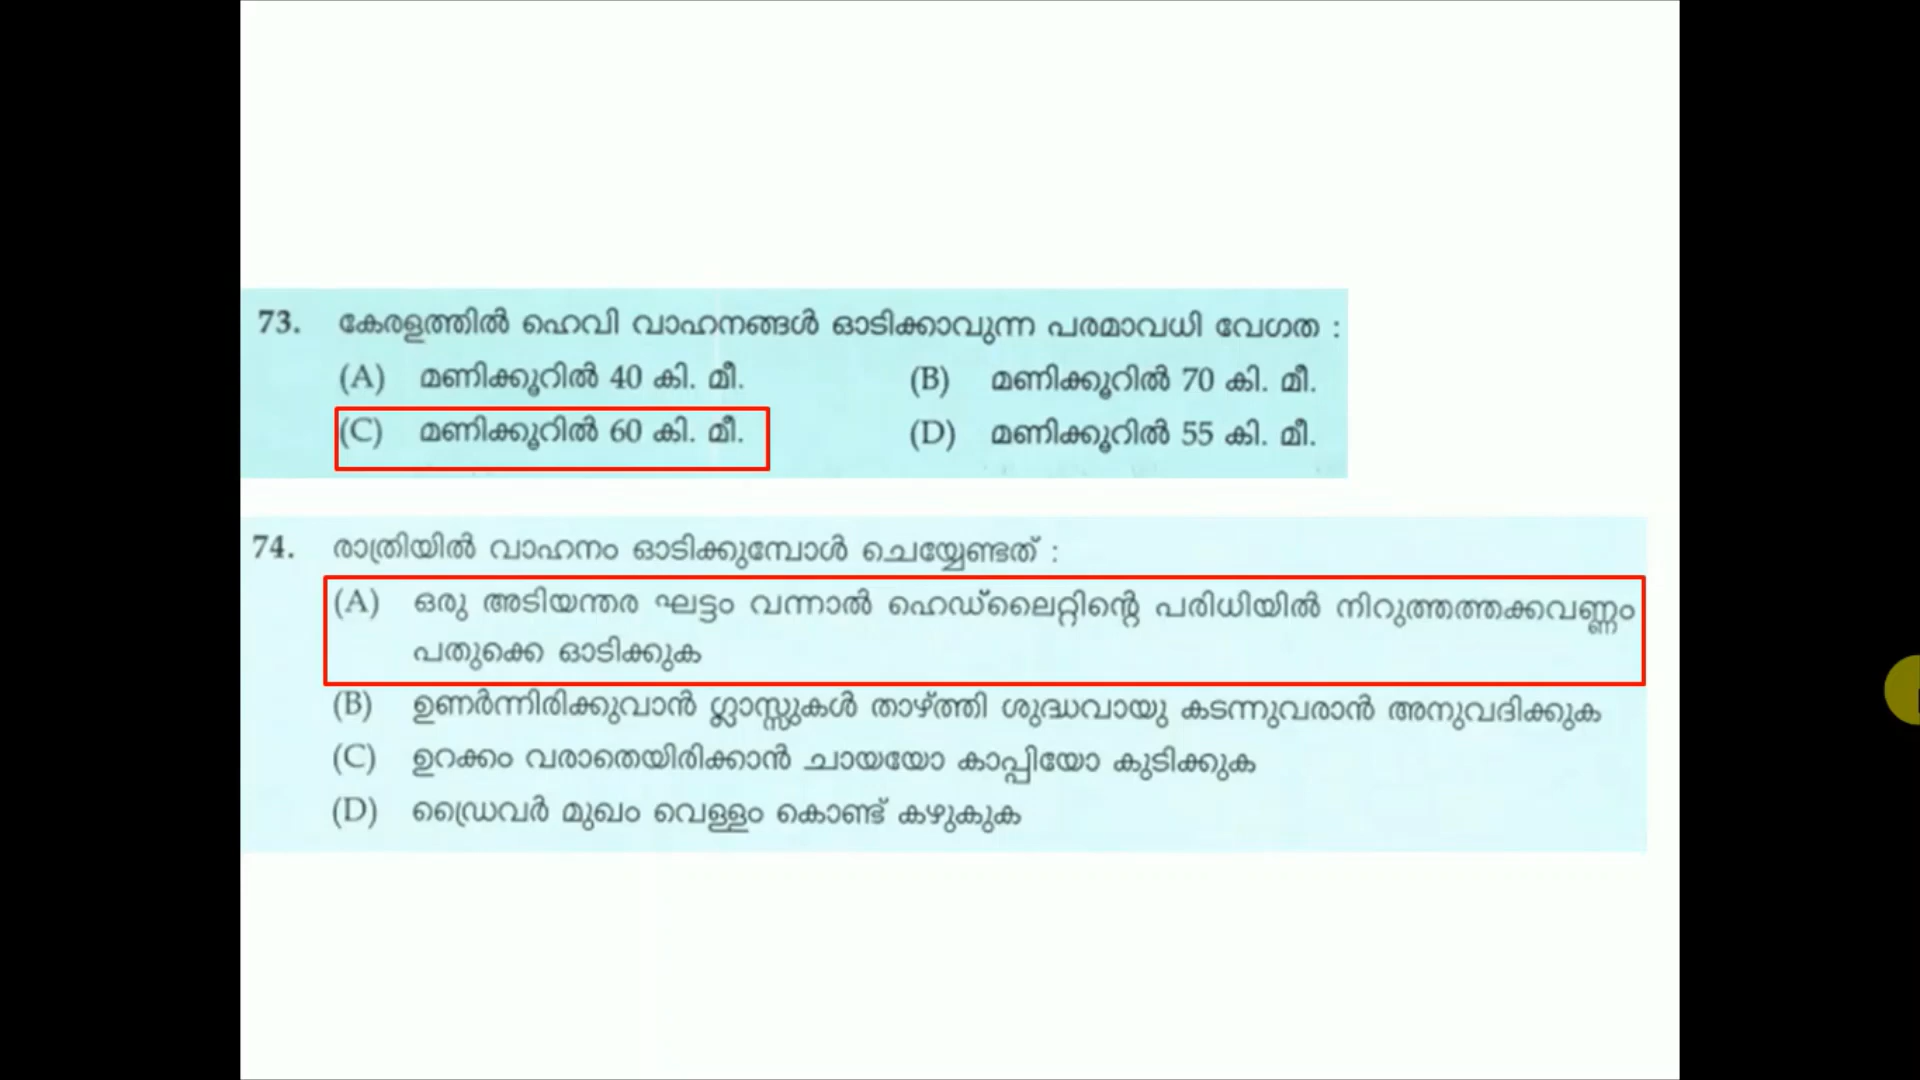 73. കേരളത്തിൽ ഹെവി വാഹനങ്ങൾ ഓടിക്കാവുന്ന പരമാവധി വേഗത :
(A) മണിക്കൂറിൽ 40 കി. മീ. (B) മണിക്കൂറിൽ 70 കി. മീ.
(C) മണിക്കൂറിൽ 60 കി. മീ. (D) മണിക്കൂറിൽ 55 കി. മീ.
74. രാത്രിയിൽ വാഹനം ഓടിക്കുമ്പോൾ ചെയ്യേണ്ടത് :
(A) ഒരു അടിയന്തര ഘട്ടം വന്നാൽ ഹെഡ്‌ലൈറ്റിന്റെ പരിധിയിൽ നിറുത്തത്തക്കവണ്ണം
പതുക്കെ ഓടിക്കുക
(B) ഉണർന്നിരിക്കുവാൻ ഗ്ലാസ്സുകൾ താഴ്ത്തി ശുദ്ധവായു കടന്നുവരാൻ അനുവദിക്കുക
(C) ഉറക്കം വരാതെയിരിക്കാൻ ചായയോ കാപ്പിയോ കുടിക്കുക
(D) ഡ്രൈവർ മുഖം വെള്ളം കൊണ്ട് കഴുകുക